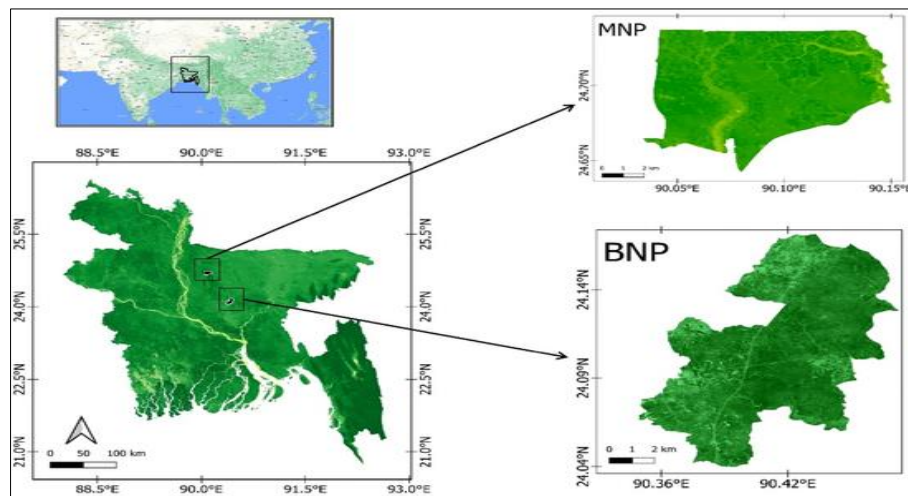 MNP
24.70°N
24.65°N
0 1 2 km
90.05°E 90.10°E 90.15°E
88.5°E 90.0°E 91.5°E 93.0°E
25.5°N 25.5°N
24.0°N 24.0°N
22.5°N 22.5°N
21.0°N 21.0°N
0 50 100 km
88.5°E 90.0°E 91.5°E 93.0°E
BNP
24.14°N
24.09°N
24.04°N
0 1 2 km
90.36°E 90.42°E